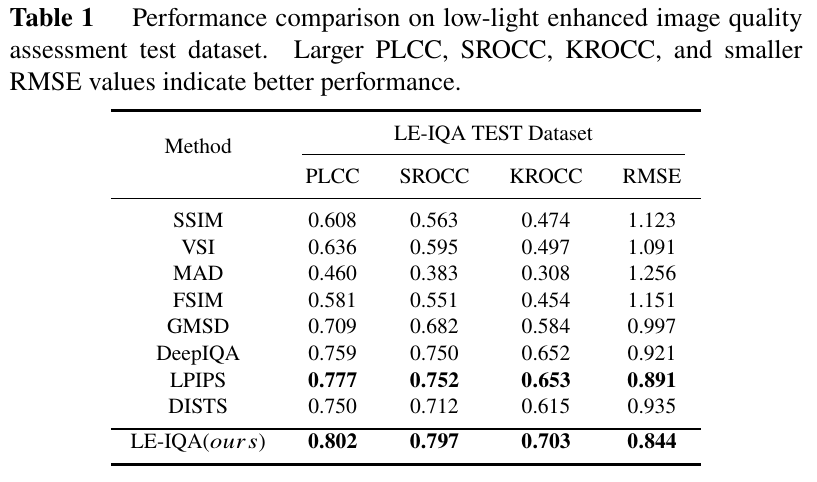 Table 1 Performance comparison on low-light enhanced image quality
assessment test dataset. Larger PLCC, SROCC, KROCC, and smaller
RMSE values indicate better performance.
Method LE-IQA TEST Dataset
PLCC SROCC KROCC RMSE
SSIM 0.608 0.563 0.474 1.123
VSI 0.636 0.595 0.497 1.091
MAD 0.460 0.383 0.308 1.256
FSIM 0.581 0.551 0.454 1.151
GMSD 0.709 0.682 0.584 0.997
DeepIQA 0.759 0.750 0.652 0.921
LPIPS 0.777 0.752 0.653 0.891
DISTS 0.750 0.712 0.615 0.935
LE-IQA(ours) 0.802 0.797 0.703 0.844